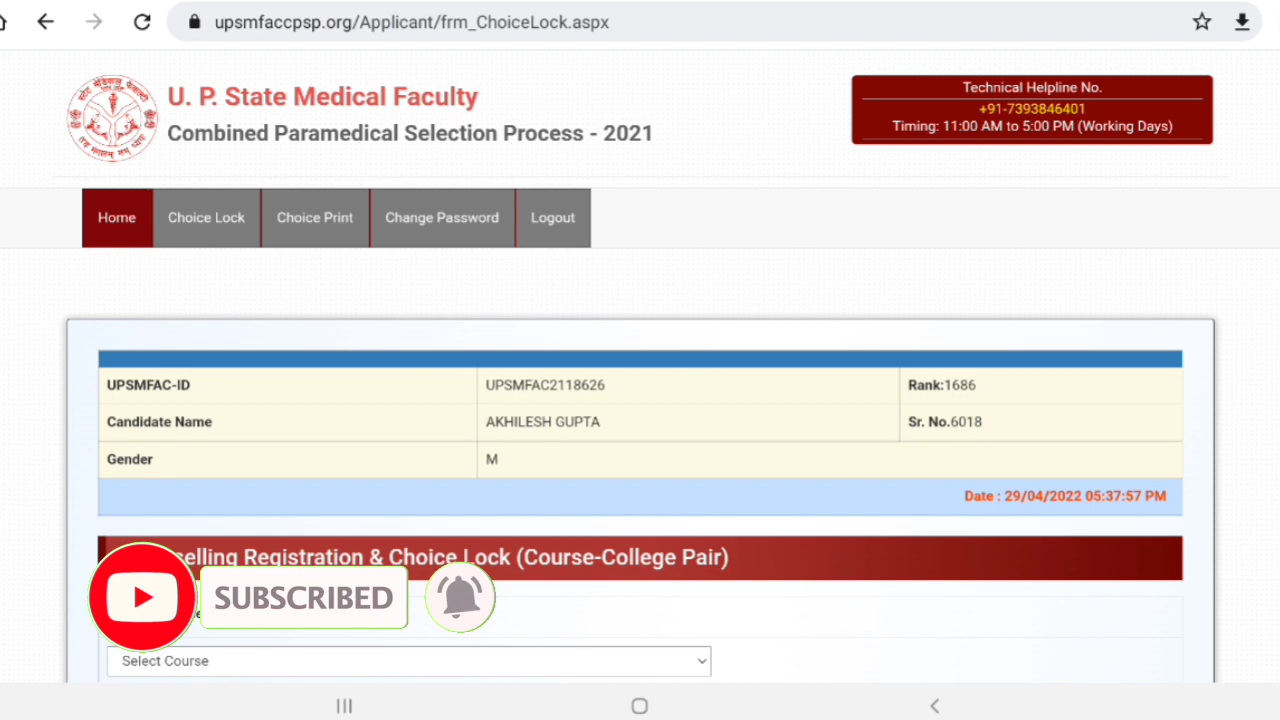 upsmfaccpsp.org/Applicant/frm_ChoiceLock.aspx
U. P. State Medical Faculty
Combined Paramedical Selection Process - 2021
Technical Helpline No.
+91-7393846401
Timing: 11:00 AM to 5:00 PM (Working Days)
Home Choice Lock Choice Print Change Password Logout
UPSMFAC-ID UPSMFAC2118626 Rank:1686
Candidate Name AKHILESH GUPTA Sr. No.6018
Gender M
Date : 29/04/2022 05:37:57 PM
selling Registration & Choice Lock (Course-College Pair)
SUBSCRIBED
Select Course